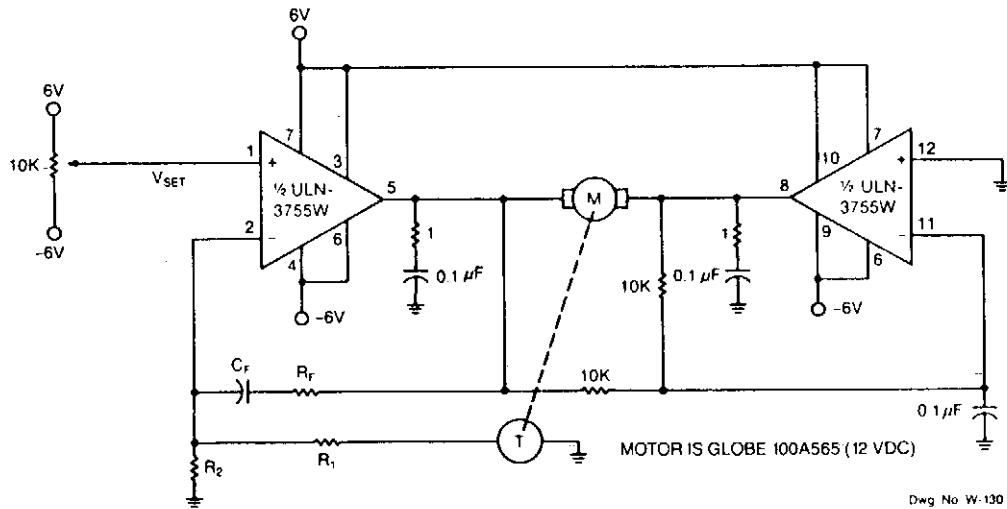 6V
6V
10K
-6V
VSET
1
+
2
-
7
3
½ ULN-
3755W
5
4
6
-6V
1
0.1 µF
M
8
1
0.1 µF
10K
10
7
½ ULN-
3755W
9
6
-6V
+
12
-
11
CF
RF
10K
0.1 µF
R2
R1
T
MOTOR IS GLOBE 100A565 (12 VDC)
Dwg No W-130